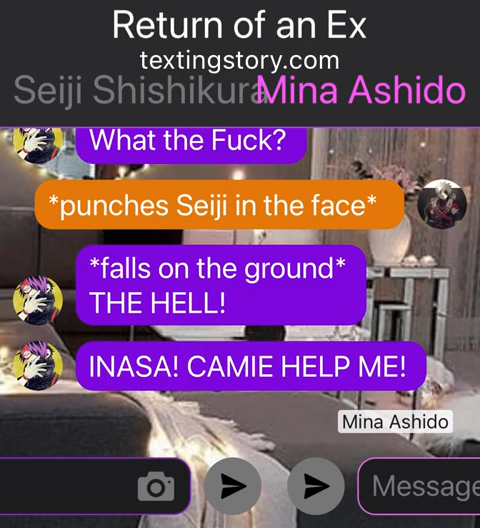 Return of an Ex
textingstory.com
Seiji Shishikura Mina Ashido
What the Fuck?
*punches Seiji in the face*
*falls on the ground*
THE HELL!
INASA! CAMIE HELP ME!
Mina Ashido
Message